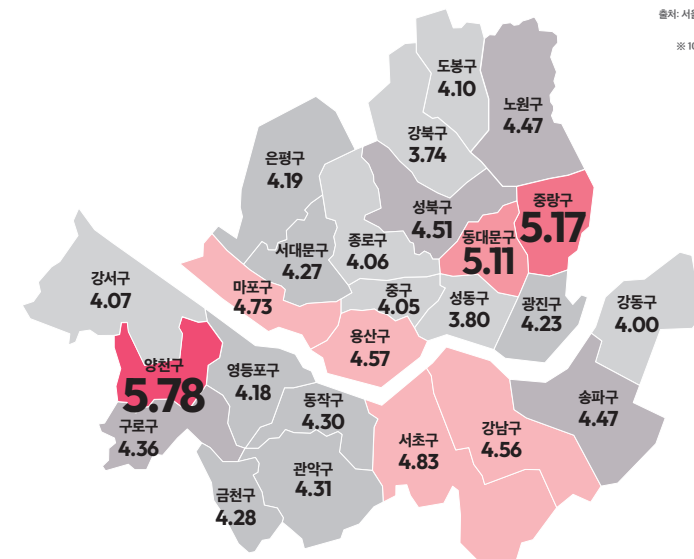 출처: 서울
※ 10
도봉구
4.10
노원구
4.47
강북구
3.74
은평구
4.19
중랑구
5.17
성북구
4.51
동대문구
5.11
종로구
4.06
서대문구
4.27
강서구
4.07
마포구
4.73
중구
4.05
성동구
3.80
광진구
4.23
강동구
4.00
용산구
4.57
양천구
5.78
영등포구
4.18
동작구
4.30
송파구
4.47
구로구
4.36
서초구
4.83
강남구
4.56
관악구
4.31
금천구
4.28